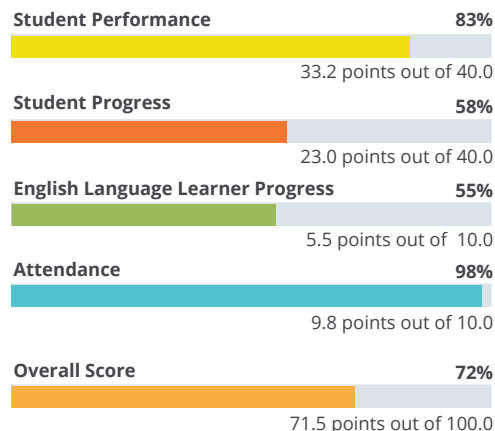 Student Performance 83%
33.2 points out of 40.0
Student Progress 58%
23.0 points out of 40.0
English Language Learner Progress 55%
5.5 points out of 10.0
Attendance 98%
9.8 points out of 10.0
Overall Score 72%
71.5 points out of 100.0